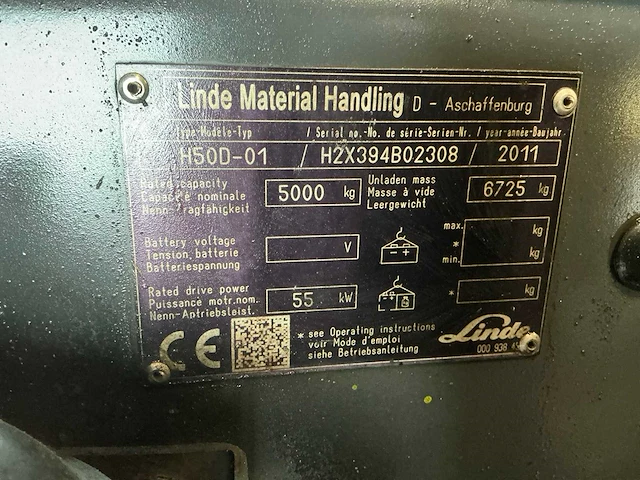 Linde Material Handling D - Aschaffenburg
Type-Modèle-Typ / Serial no.-No. de série-Serien-Nr. / year-année-Baujahr
H50D-01 / H2X394B02308 / 2011
Rated capacity
Capacité nominale
Nenn-Tragfähigkeit
5000 kg
Unladen mass
Masse à vide
Leergewicht
6725 kg
Battery voltage
Tension batterie
Batteriespannung
V
max. kg
*
min. kg
Rated drive power
Puissance motr.nom.
Nenn-Antriebsleist.
55 kW
* kg
CE
* see Operating instructions
voir Mode d'emploi
siehe Betriebsanleitung
Linde
000 938